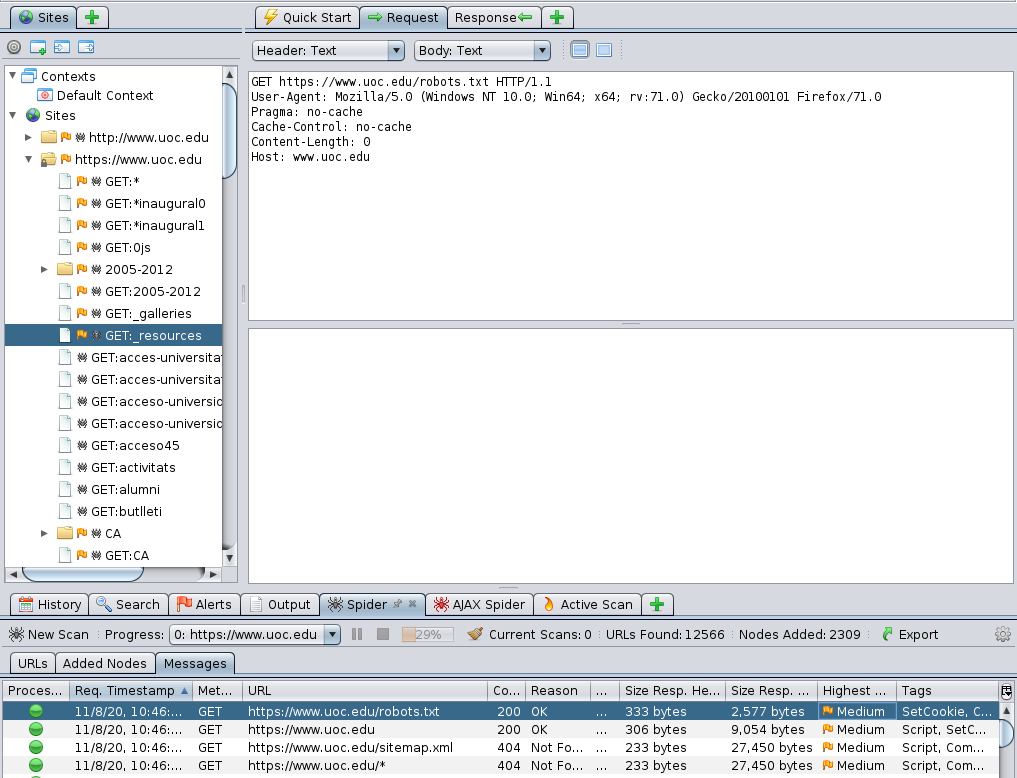 Sites
Quick Start
Request
Response
Header: Text
Body: Text
Contexts
Default Context
Sites
http://www.uoc.edu
https://www.uoc.edu
GET:*
GET:*inaugural0
GET:*inaugural1
GET:0js
2005-2012
GET:2005-2012
GET:_galleries
GET:_resources
GET:acces-universita
GET:acces-universita
GET:acceso-universid
GET:acceso-universid
GET:acceso45
GET:activitats
GET:alumni
GET:butlleti
CA
GET:CA
GET https://www.uoc.edu/robots.txt HTTP/1.1
User-Agent: Mozilla/5.0 (Windows NT 10.0; Win64; x64; rv:71.0) Gecko/20100101 Firefox/71.0
Pragma: no-cache
Cache-Control: no-cache
Content-Length: 0
Host: www.uoc.edu
History Search Alerts Output Spider AJAX Spider Active Scan
New Scan Progress: 0: https://www.uoc.edu 29% Current Scans: 0 URLs Found: 12566 Nodes Added: 2309 Export
URLs Added Nodes Messages
Proces... Req. Timestamp Met... URL Co... Reason ... Size Resp. He... Size Resp. ... Highest ... Tags
11/8/20, 10:46:... GET https://www.uoc.edu/robots.txt 200 OK ... 333 bytes 2,577 bytes Medium SetCookie, C...
11/8/20, 10:46:... GET https://www.uoc.edu 200 OK ... 306 bytes 9,054 bytes Medium Script, SetC...
11/8/20, 10:46:... GET https://www.uoc.edu/sitemap.xml 404 Not Fo... ... 233 bytes 27,450 bytes Medium Script, Com...
11/8/20, 10:46:... GET https://www.uoc.edu/* 404 Not Fo... ... 233 bytes 27,450 bytes Medium Script, Com...